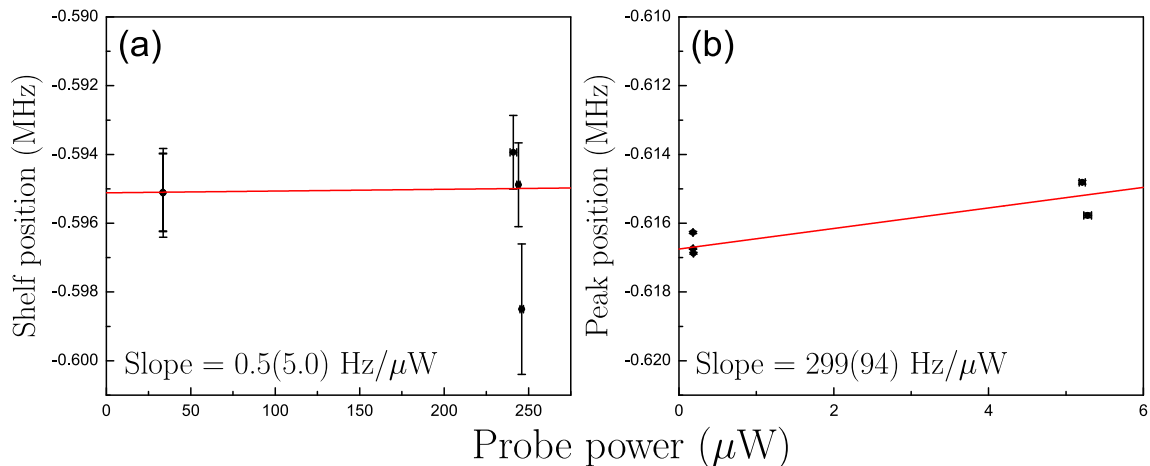 (a)
Shelf position (MHz)
-0.590
-0.592
-0.594
-0.596
-0.598
-0.600
Slope = 0.5(5.0) Hz/μW
0 50 100 150 200 250
(b)
Peak position (MHz)
-0.610
-0.612
-0.614
-0.616
-0.618
-0.620
Slope = 299(94) Hz/μW
0 2 4 6
Probe power (μW)